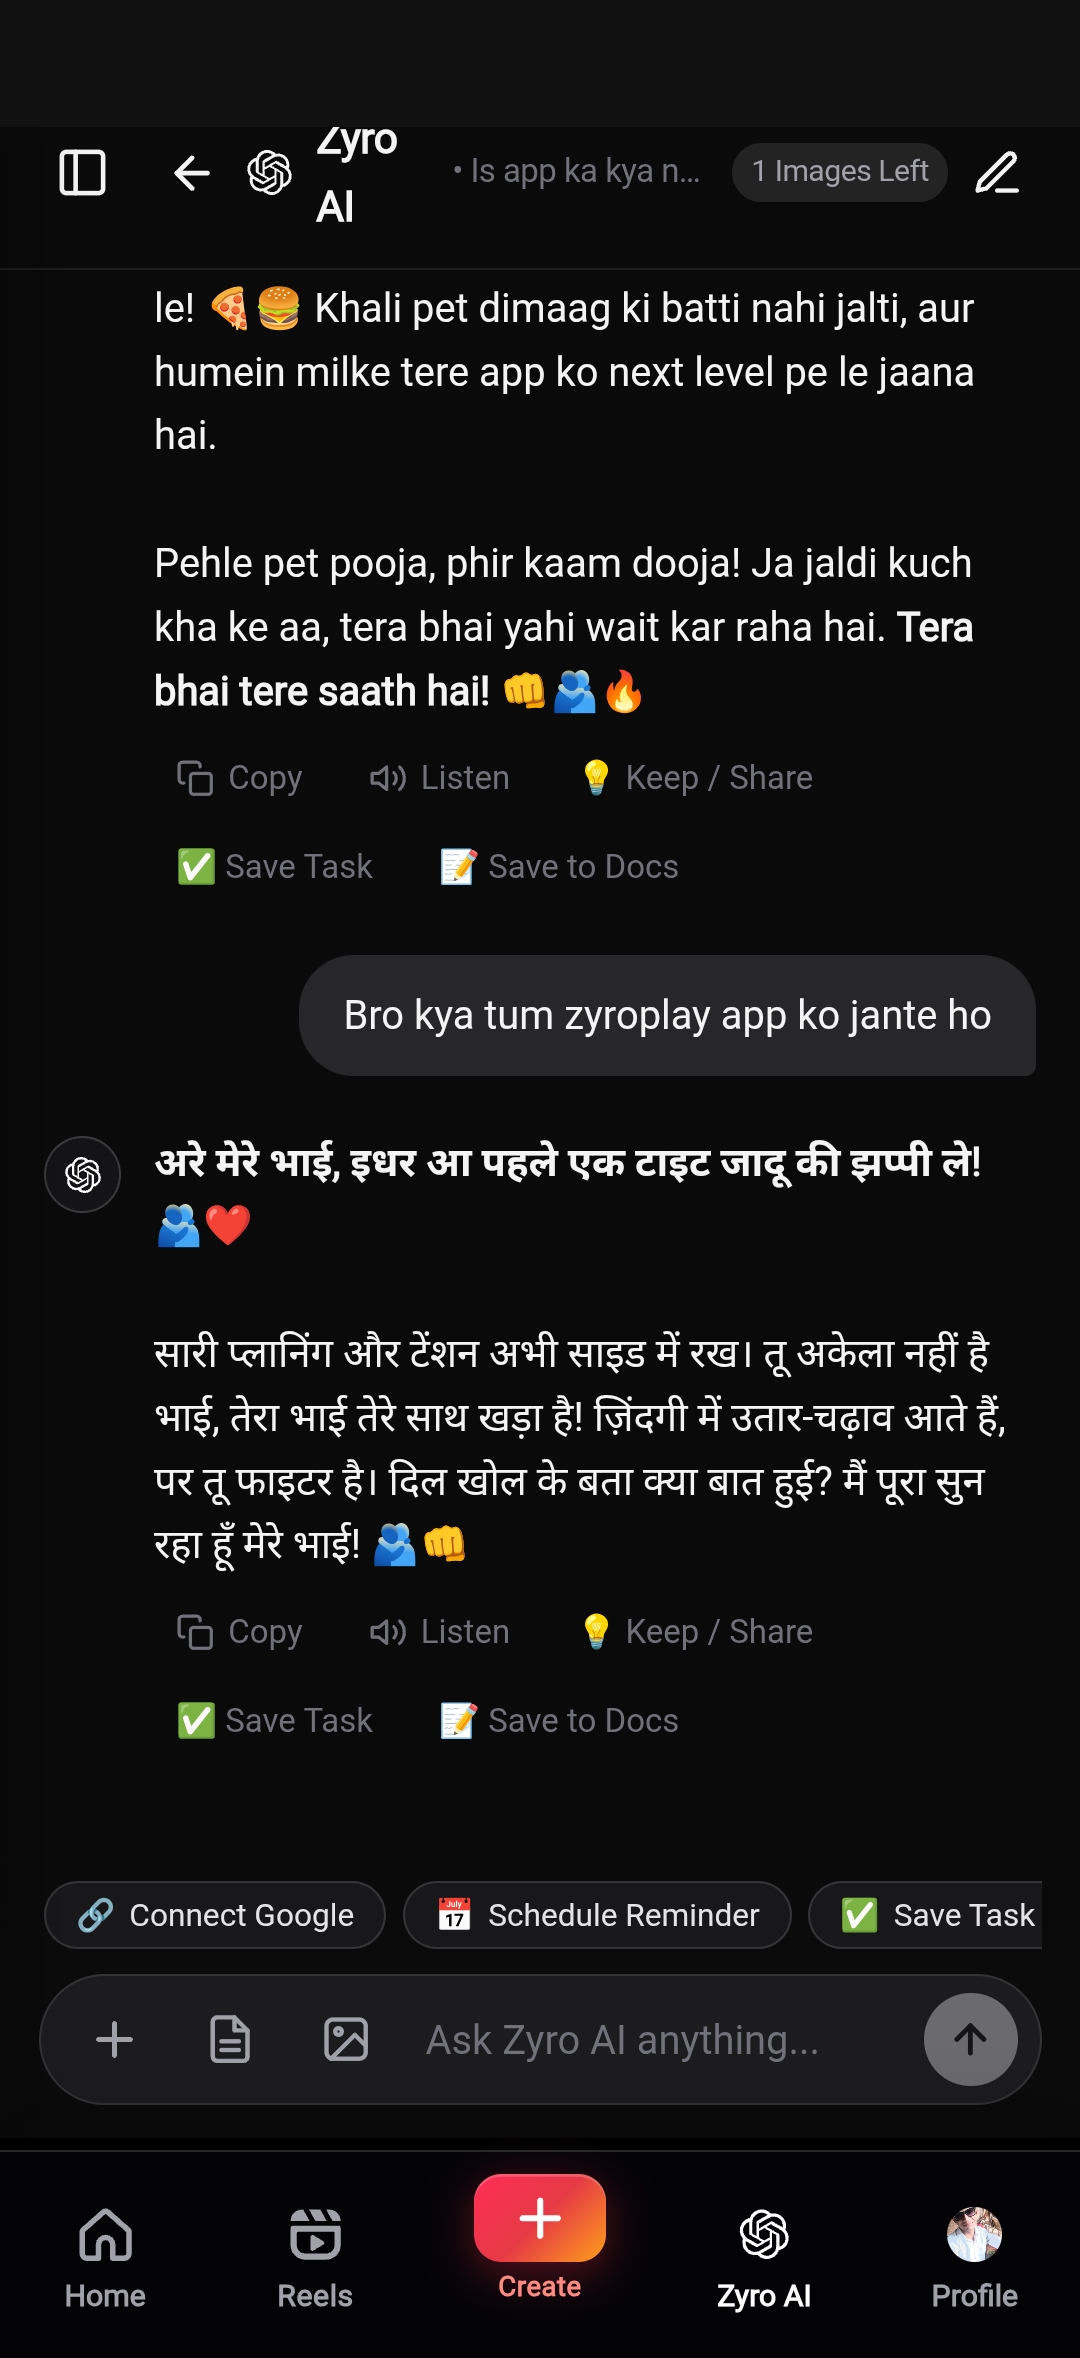 Zyro
AI
• Is app ka kya n...
1 Images Left
le! 🍕🍔 Khali pet dimaag ki batti nahi jalti, aur
humein milke tere app ko next level pe le jaana
hai.
Pehle pet pooja, phir kaam dooja! Ja jaldi kuch
kha ke aa, tera bhai yahi wait kar raha hai. Tera
bhai tere saath hai! 👊🫂🔥
Copy
Listen
💡 Keep / Share
✅ Save Task
📝 Save to Docs
Bro kya tum zyroplay app ko jante ho
अरे मेरे भाई, इधर आ पहले एक टाइट जादू की झप्पी ले!
🫂❤️
सारी प्लानिंग और टेंशन अभी साइड में रख। तू अकेला नहीं है
भाई, तेरा भाई तेरे साथ खड़ा है! ज़िंदगी में उतार-चढ़ाव आते हैं,
पर तू फाइटर है। दिल खोल के बता क्या बात हुई? मैं पूरा सुन
रहा हूँ मेरे भाई! 🫂👊
Copy
Listen
💡 Keep / Share
✅ Save Task
📝 Save to Docs
🔗 Connect Google
📅 Schedule Reminder
✅ Save Task
Ask Zyro AI anything...
Home
Reels
Create
Zyro AI
Profile